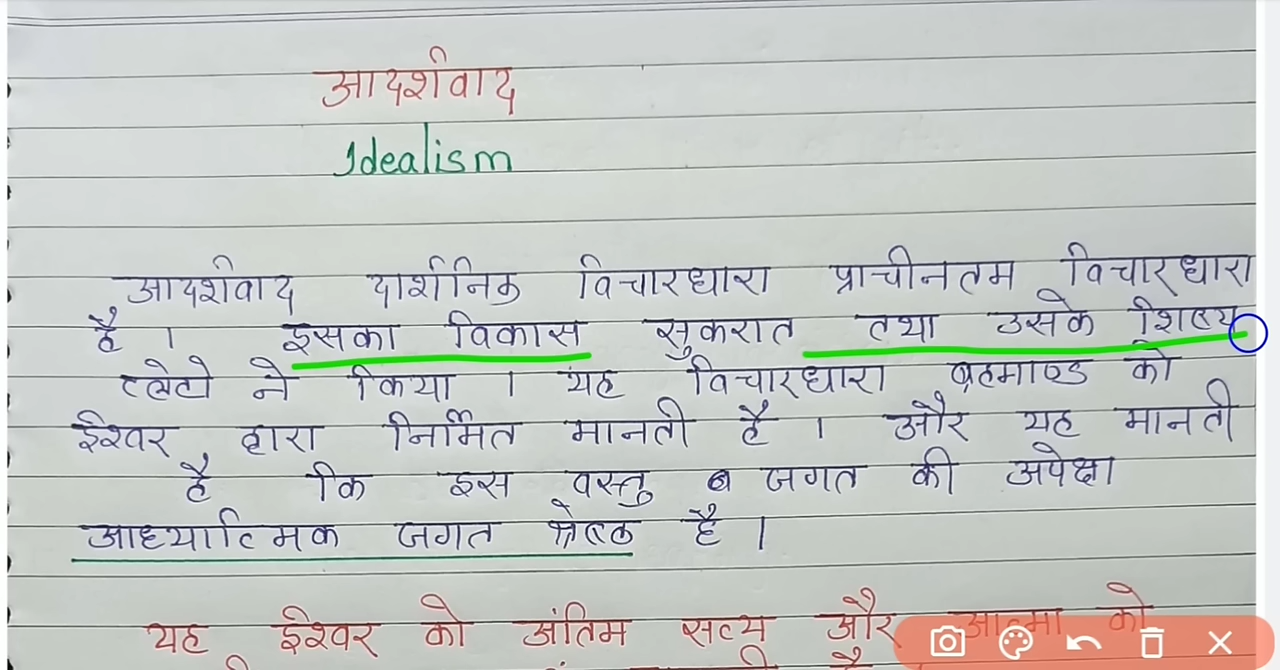 आदर्शवाद
Idealism
आदर्शवाद दार्शनिक विचारधारा प्राचीनतम विचारधारा
है । इसका विकास सुकरात तथा उसके शिष्य
प्लेटो ने किया । यह विचारधारा ब्रह्माण्ड को
ईश्वर द्वारा निर्मित मानती है । और यह मानती
है कि इस वस्तु जगत की अपेक्षा
आध्यात्मिक जगत श्रेष्ठ है ।
यह ईश्वर को अंतिम सत्य और आत्मा को